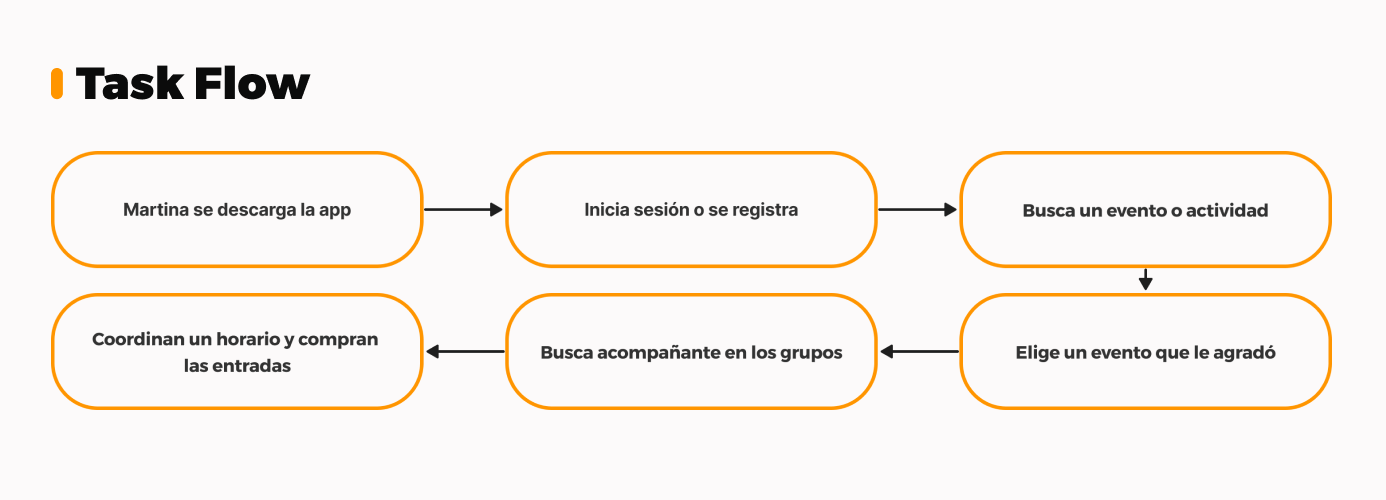 Task Flow
Martina se descarga la app
Inicia sesión o se registra
Busca un evento o actividad
Elige un evento que le agradó
Busca acompañante en los grupos
Coordinan un horario y compran
las entradas